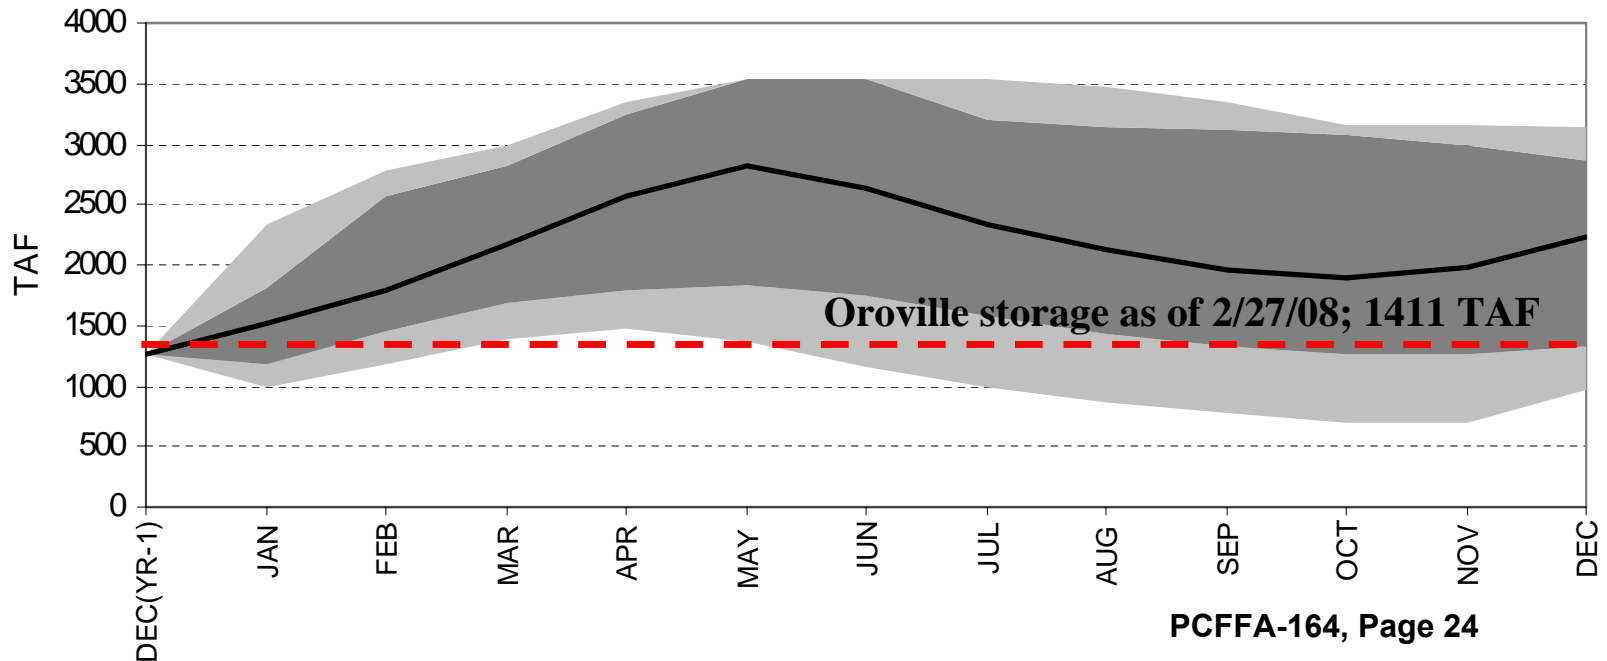 4000
3500
3000
2500
2000
1500
1000
500
0
TAF
Oroville storage as of 2/27/08; 1411 TAF
DEC(YR-1)
JAN
FEB
MAR
APR
MAY
JUN
JUL
AUG
SEP
OCT
NOV
DEC
PCFFA-164, Page 24